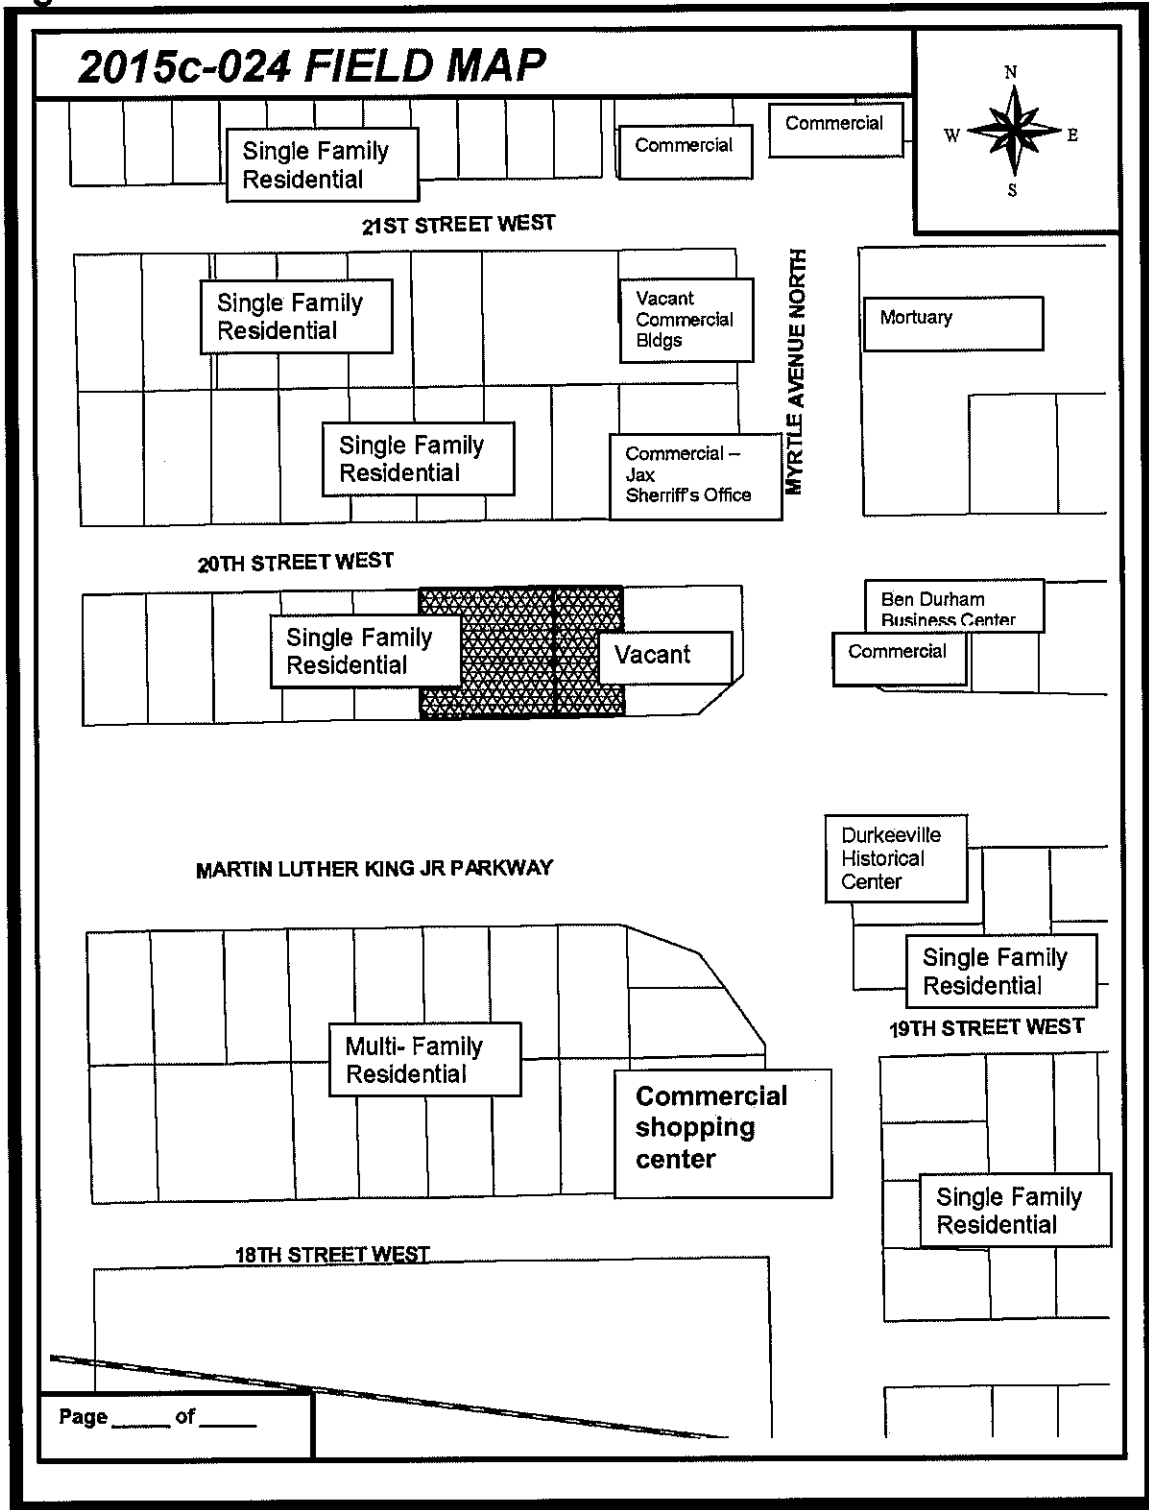 2015c-024 FIELD MAP
N
W
E
S
Single Family
Residential
Commercial
Commercial
21ST STREET WEST
Single Family
Residential
Vacant
Commercial
Bldgs
MYRTLE AVENUE NORTH
Mortuary
Single Family
Residential
Commercial –
Jax
Sherriff's Office
20TH STREET WEST
Single Family
Residential
Vacant
Ben Durham
Business Center
Commercial
MARTIN LUTHER KING JR PARKWAY
Durkeeville
Historical
Center
Single Family
Residential
19TH STREET WEST
Multi- Family
Residential
Commercial
shopping
center
Single Family
Residential
18TH STREET WEST
Page _____ of _____